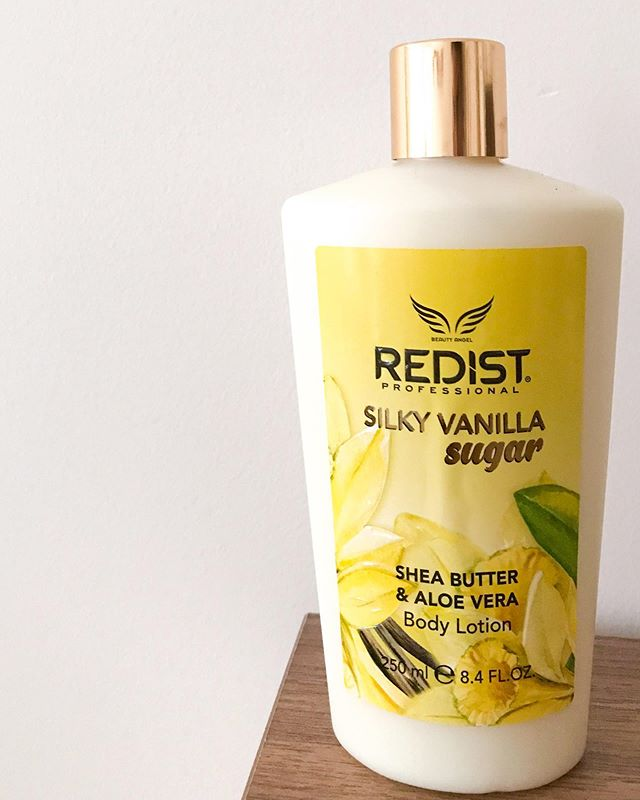 BEAUTY ANGEL
REDIST®
PROFESSIONAL
SILKY VANILLA
sugar
SHEA BUTTER
& ALOE VERA
Body Lotion
250 ml ℮ 8.4 FL.OZ.